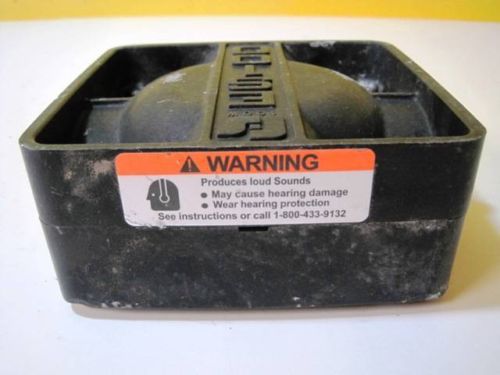 WARNING
Produces loud Sounds
• May cause hearing damage
• Wear hearing protection
See instructions or call 1-800-433-9132